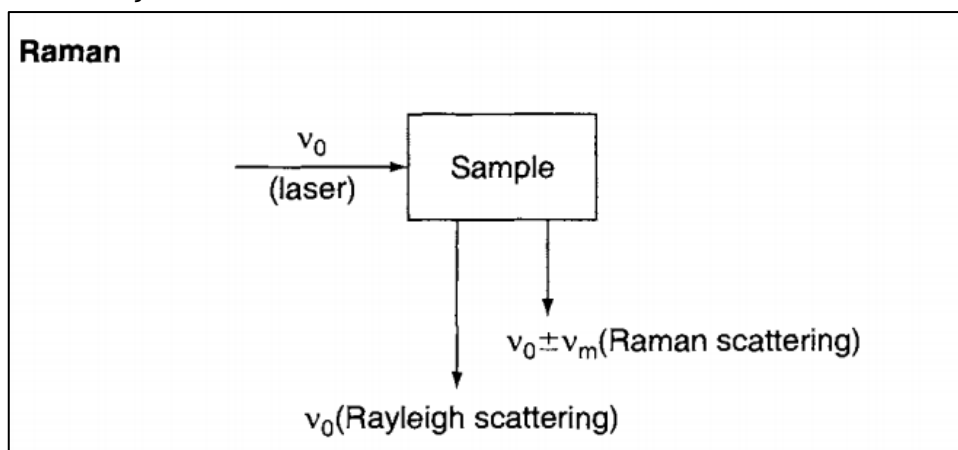 Raman
ν₀
(laser)
Sample
ν₀±νₘ(Raman scattering)
ν₀(Rayleigh scattering)